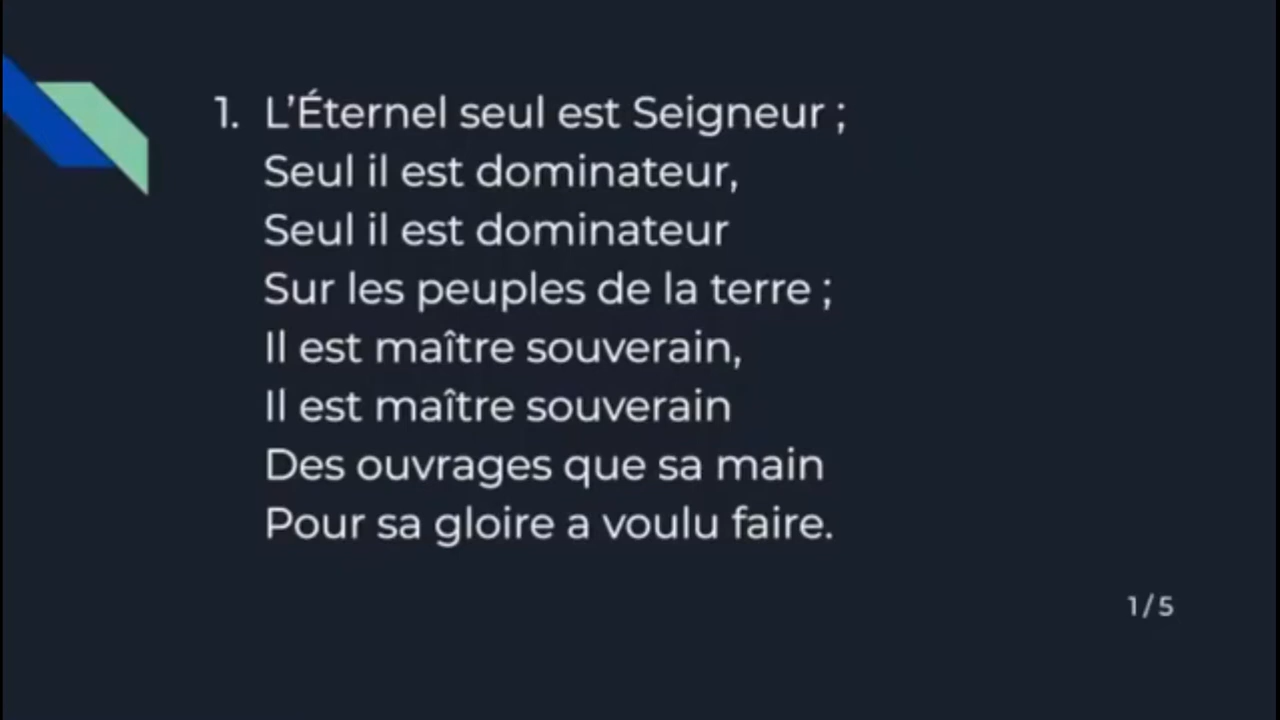 1. L’Éternel seul est Seigneur ;
Seul il est dominateur,
Seul il est dominateur
Sur les peuples de la terre ;
Il est maître souverain,
Il est maître souverain
Des ouvrages que sa main
Pour sa gloire a voulu faire.
1/5